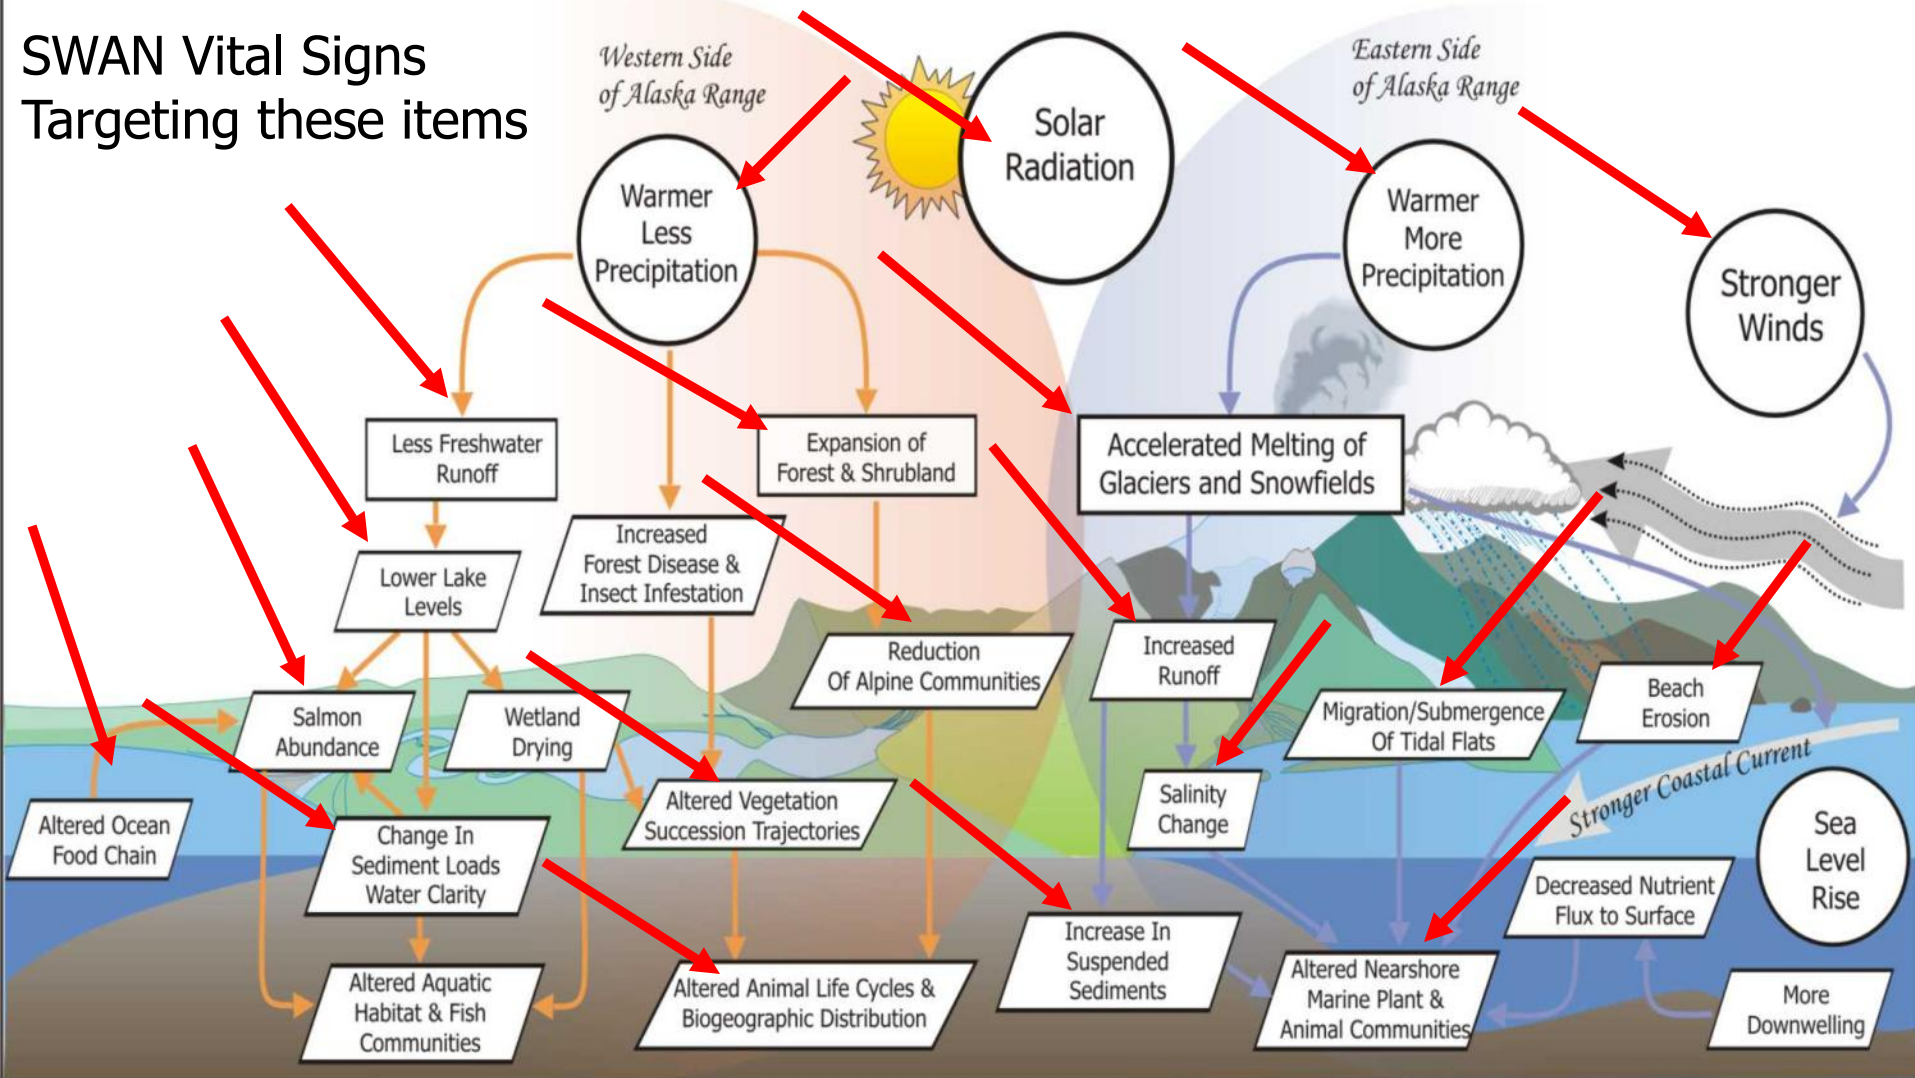 SWAN Vital Signs
Targeting these items
Western Side
of Alaska Range
Eastern Side
of Alaska Range
Solar
Radiation
Warmer
Less
Precipitation
Warmer
More
Precipitation
Stronger
Winds
Less Freshwater
Runoff
Expansion of
Forest & Shrubland
Accelerated Melting of
Glaciers and Snowfields
Increased
Forest Disease &
Insect Infestation
Lower Lake
Levels
Reduction
Of Alpine Communities
Increased
Runoff
Salmon
Abundance
Wetland
Drying
Migration/Submergence
Of Tidal Flats
Beach
Erosion
Stronger Coastal Current
Altered Ocean
Food Chain
Change In
Sediment Loads
Water Clarity
Altered Vegetation
Succession Trajectories
Salinity
Change
Sea
Level
Rise
Decreased Nutrient
Flux to Surface
Altered Aquatic
Habitat & Fish
Communities
Altered Animal Life Cycles &
Biogeographic Distribution
Increase In
Suspended
Sediments
Altered Nearshore
Marine Plant &
Animal Communities
More
Downwelling